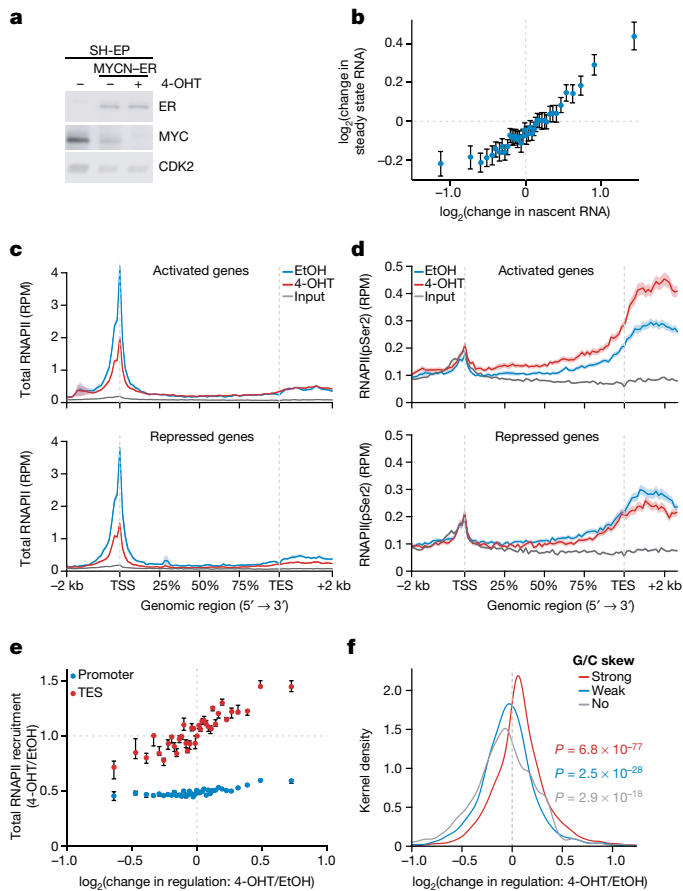 a
SH-EP
MYCN–ER
– – + 4-OHT
ER
MYC
CDK2
b
log2(change in
steady state RNA)
0.4
0.2
0
−0.2
−1.0 0 1.0
log2(change in nascent RNA)
c
Activated genes
EtOH
4-OHT
Input
Total RNAPII (RPM)
4
3
2
1
0
Repressed genes
Total RNAPII (RPM)
4
3
2
1
0
−2 kb TSS 25% 50% 75% TES +2 kb
Genomic region (5′ → 3′)
d
EtOH
4-OHT
Input
Activated genes
RNAPII(pSer2) (RPM)
0.5
0.4
0.3
0.2
0.1
0
Repressed genes
RNAPII(pSer2) (RPM)
0.5
0.4
0.3
0.2
0.1
0
−2 kb TSS 25% 50% 75% TES +2 kb
Genomic region (5′ → 3′)
e
Promoter
TES
Total RNAPII recruitment
(4-OHT/EtOH)
1.5
1.0
0.5
0
−1.0 −0.5 0 0.5 1.0
log2(change in regulation: 4-OHT/EtOH)
f
G/C skew
Strong
Weak
No
P = 6.8 × 10−77
P = 2.5 × 10−28
P = 2.9 × 10−18
Kernel density
2.0
1.5
1.0
0.5
0
−1.0 −0.5 0 0.5 1.0
log2(change in regulation: 4-OHT/EtOH)